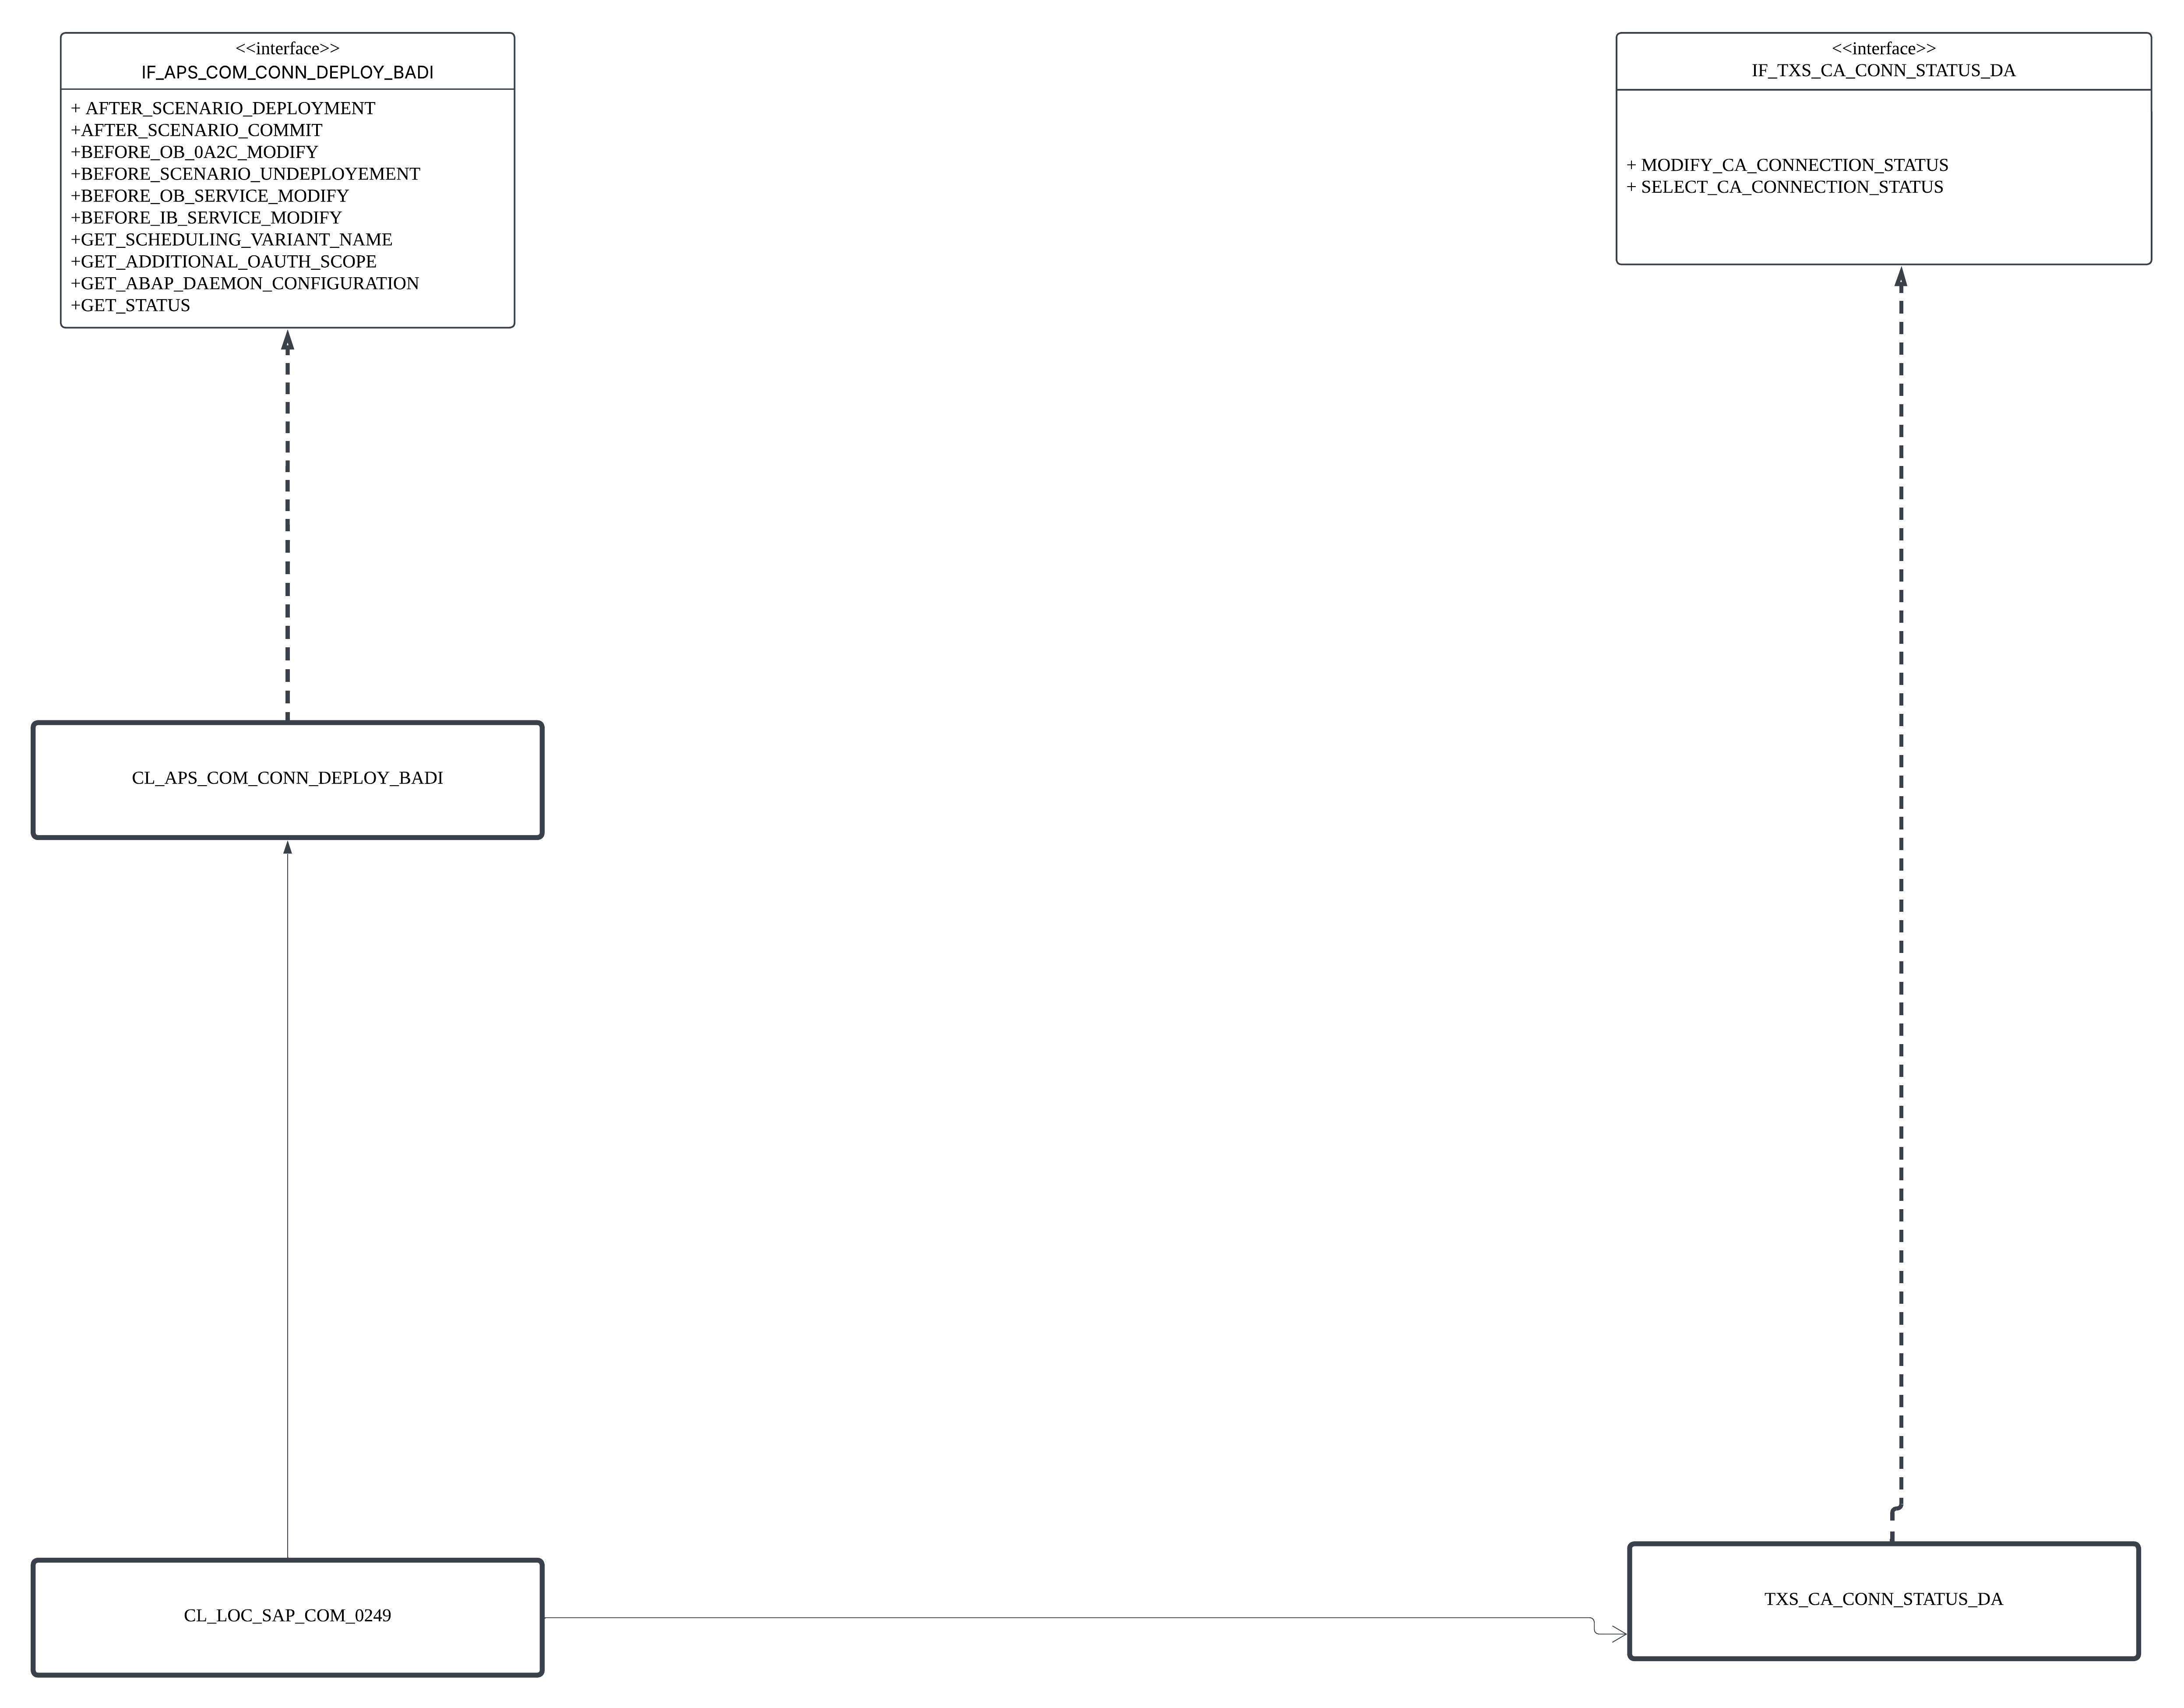 <<interface>>
IF_APS_COM_CONN_DEPLOY_BADI
+ AFTER_SCENARIO_DEPLOYMENT
+AFTER_SCENARIO_COMMIT
+BEFORE_OB_0A2C_MODIFY
+BEFORE_SCENARIO_UNDEPLOYEMENT
+BEFORE_OB_SERVICE_MODIFY
+BEFORE_IB_SERVICE_MODIFY
+GET_SCHEDULING_VARIANT_NAME
+GET_ADDITIONAL_OAUTH_SCOPE
+GET_ABAP_DAEMON_CONFIGURATION
+GET_STATUS
<<interface>>
IF_TXS_CA_CONN_STATUS_DA
+ MODIFY_CA_CONNECTION_STATUS
+ SELECT_CA_CONNECTION_STATUS
CL_APS_COM_CONN_DEPLOY_BADI
CL_LOC_SAP_COM_0249
TXS_CA_CONN_STATUS_DA